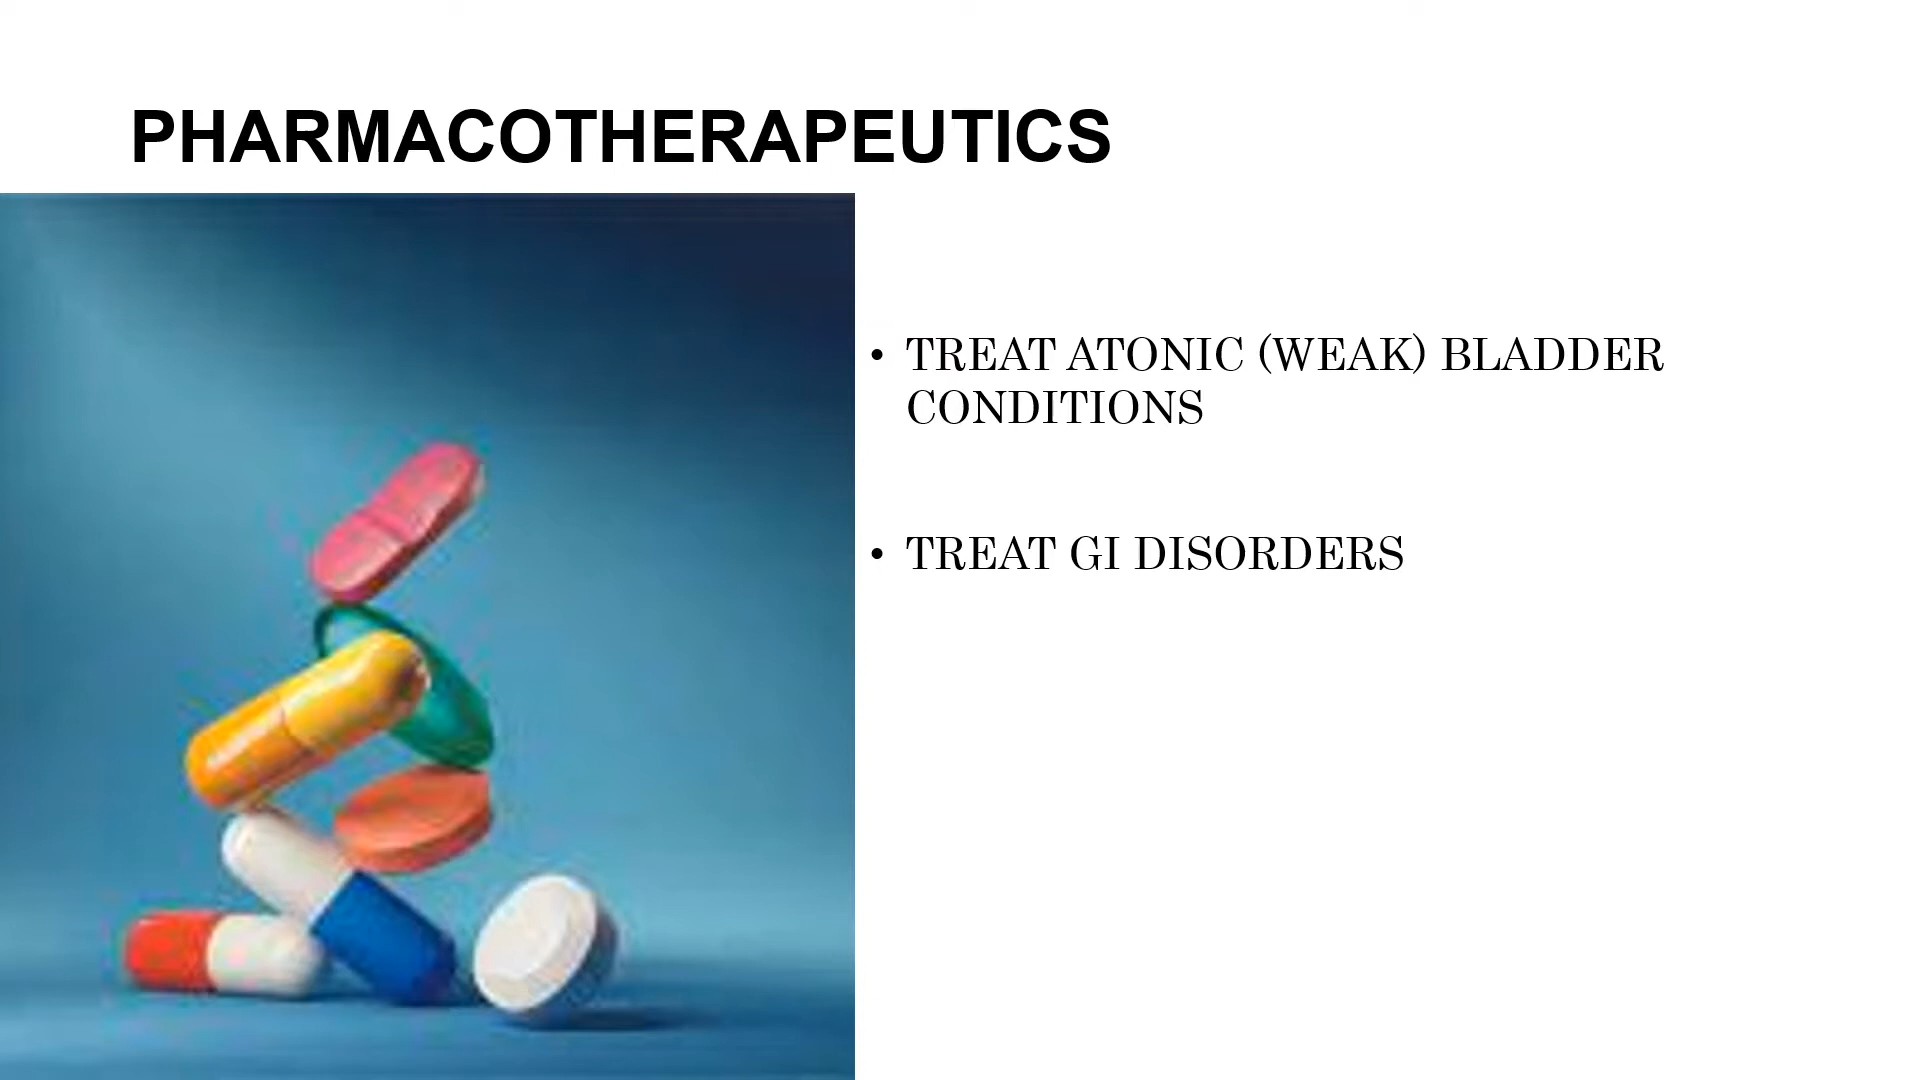 PHARMACOTHERAPEUTICS
• TREAT ATONIC (WEAK) BLADDER
CONDITIONS
• TREAT GI DISORDERS